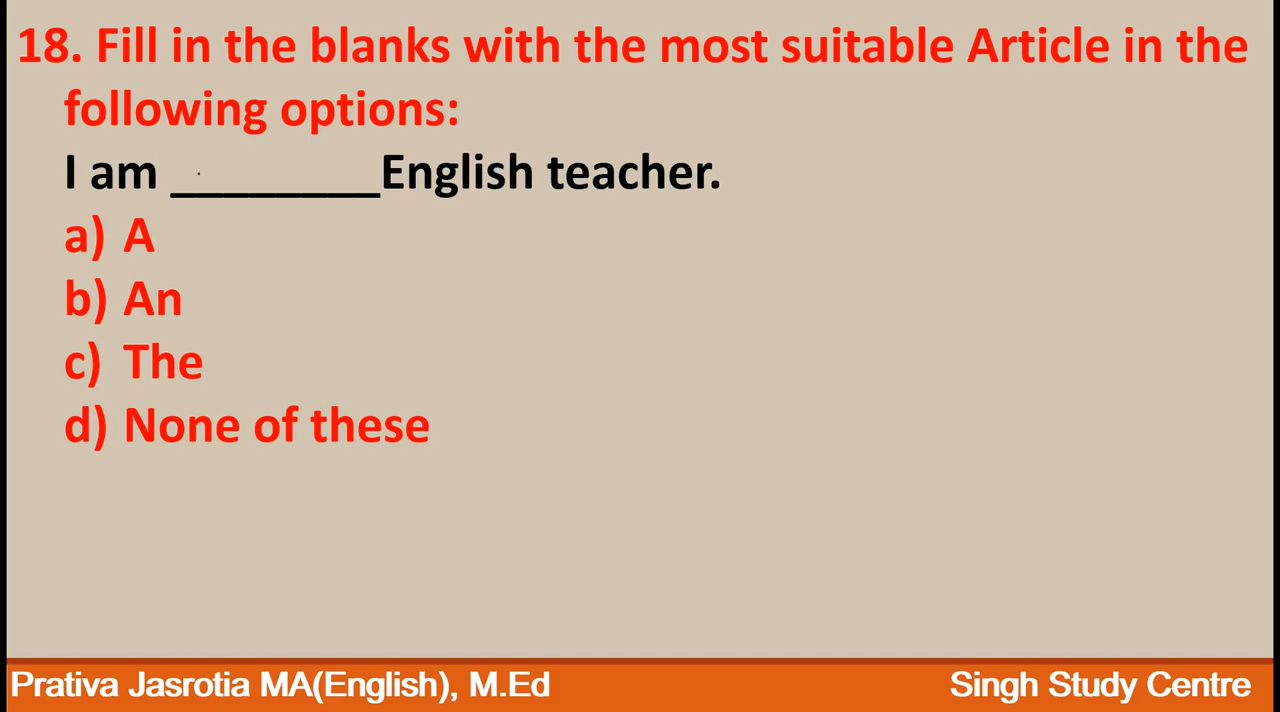 18. Fill in the blanks with the most suitable Article in the
following options:
I am ________English teacher.
a) A
b) An
c) The
d) None of these
Prativa Jasrotia MA(English), M.Ed
Singh Study Centre